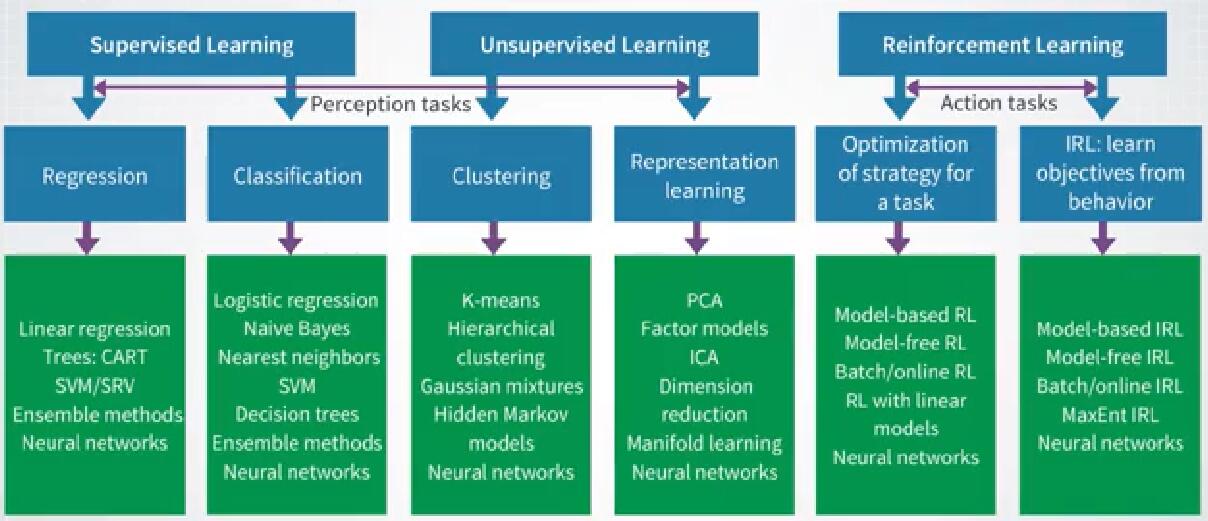 Supervised Learning
Unsupervised Learning
Reinforcement Learning
Perception tasks
Action tasks
Regression
Classification
Clustering
Representation
learning
Optimization
of strategy for
a task
IRL: learn
objectives from
behavior
Linear regression
Trees: CART
SVM/SRV
Ensemble methods
Neural networks
Logistic regression
Naive Bayes
Nearest neighbors
SVM
Decision trees
Ensemble methods
Neural networks
K-means
Hierarchical
clustering
Gaussian mixtures
Hidden Markov
models
Neural networks
PCA
Factor models
ICA
Dimension
reduction
Manifold learning
Neural networks
Model-based RL
Model-free RL
Batch/online RL
RL with linear
models
Neural networks
Model-based IRL
Model-free IRL
Batch/online IRL
MaxEnt IRL
Neural networks